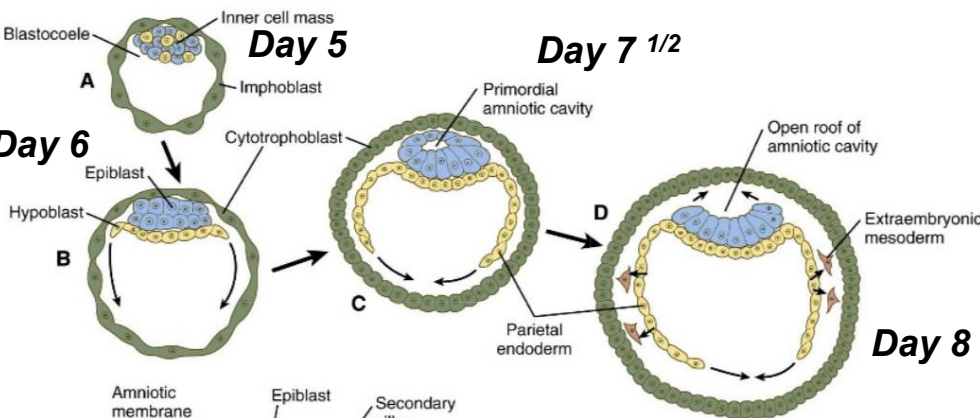 Blastocoele
Inner cell mass
Day 5
A
Imphoblast
Day 6
Epiblast
Hypoblast
B
Cytotrophoblast
Day 7 1/2
Primordial
amniotic cavity
C
Parietal
endoderm
Open roof of
amniotic cavity
D
Extraembryonic
mesoderm
Day 8
Amniotic
membrane
Epiblast
Secondary